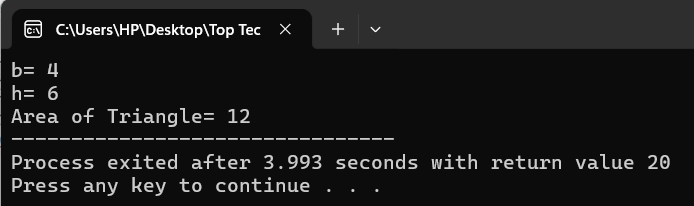 C:\Users\HP\Desktop\Top Tec
b= 4
h= 6
Area of Triangle= 12
--------------------------------
Process exited after 3.993 seconds with return value 20
Press any key to continue . . .